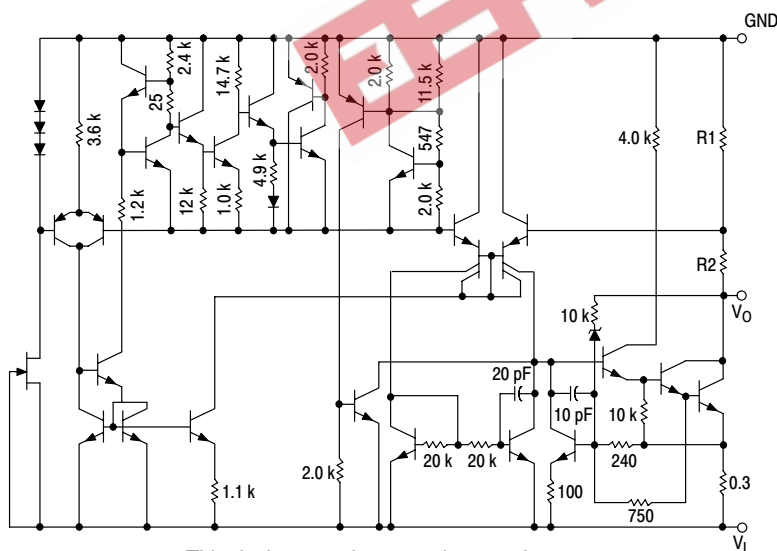 GND
2.4 k
25
14.7 k
2.0 k
2.0 k
11.5 k
547
2.0 k
4.0 k
R1
3.6 k
1.2 k
12 k
1.0 k
4.9 k
R2
VO
10 k
20 pF
10 pF
10 k
20 k
20 k
240
2.0 k
1.1 k
100
750
0.3
VI